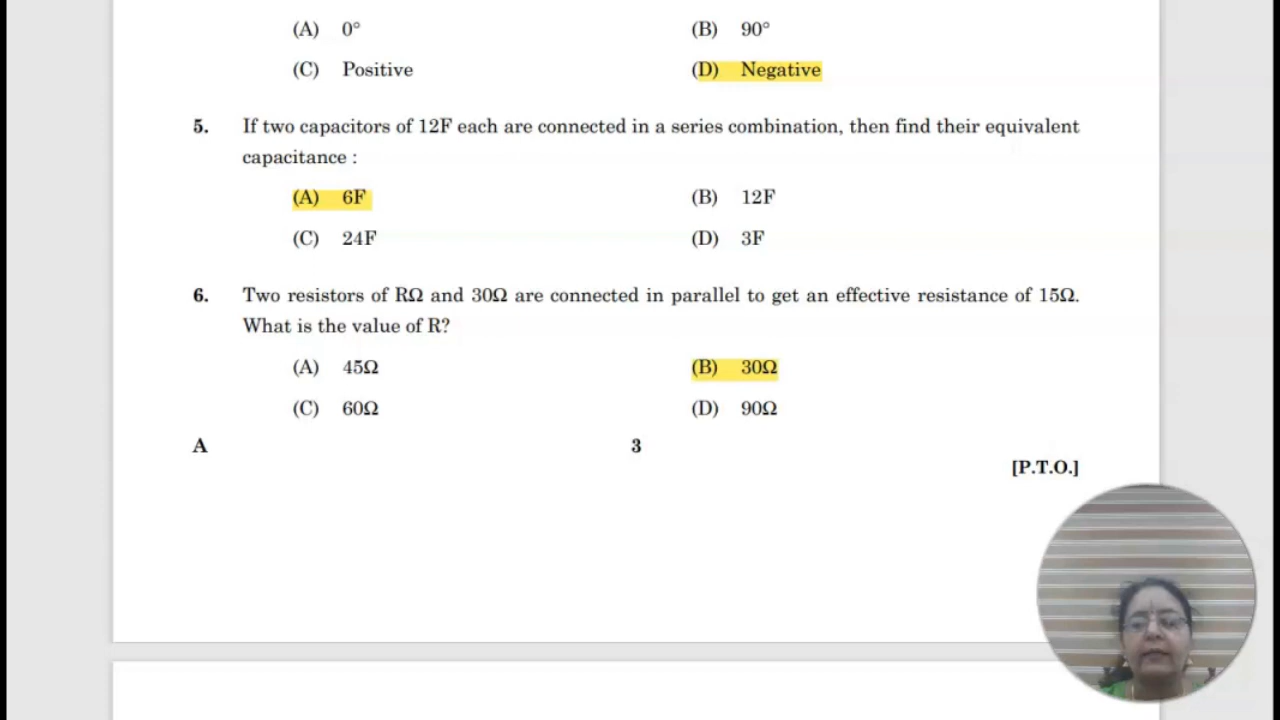 (A) 0° (B) 90°
(C) Positive (D) Negative
5. If two capacitors of 12F each are connected in a series combination, then find their equivalent
capacitance :
(A) 6F (B) 12F
(C) 24F (D) 3F
6. Two resistors of RΩ and 30Ω are connected in parallel to get an effective resistance of 15Ω.
What is the value of R?
(A) 45Ω (B) 30Ω
(C) 60Ω (D) 90Ω
A 3
[P.T.O.]